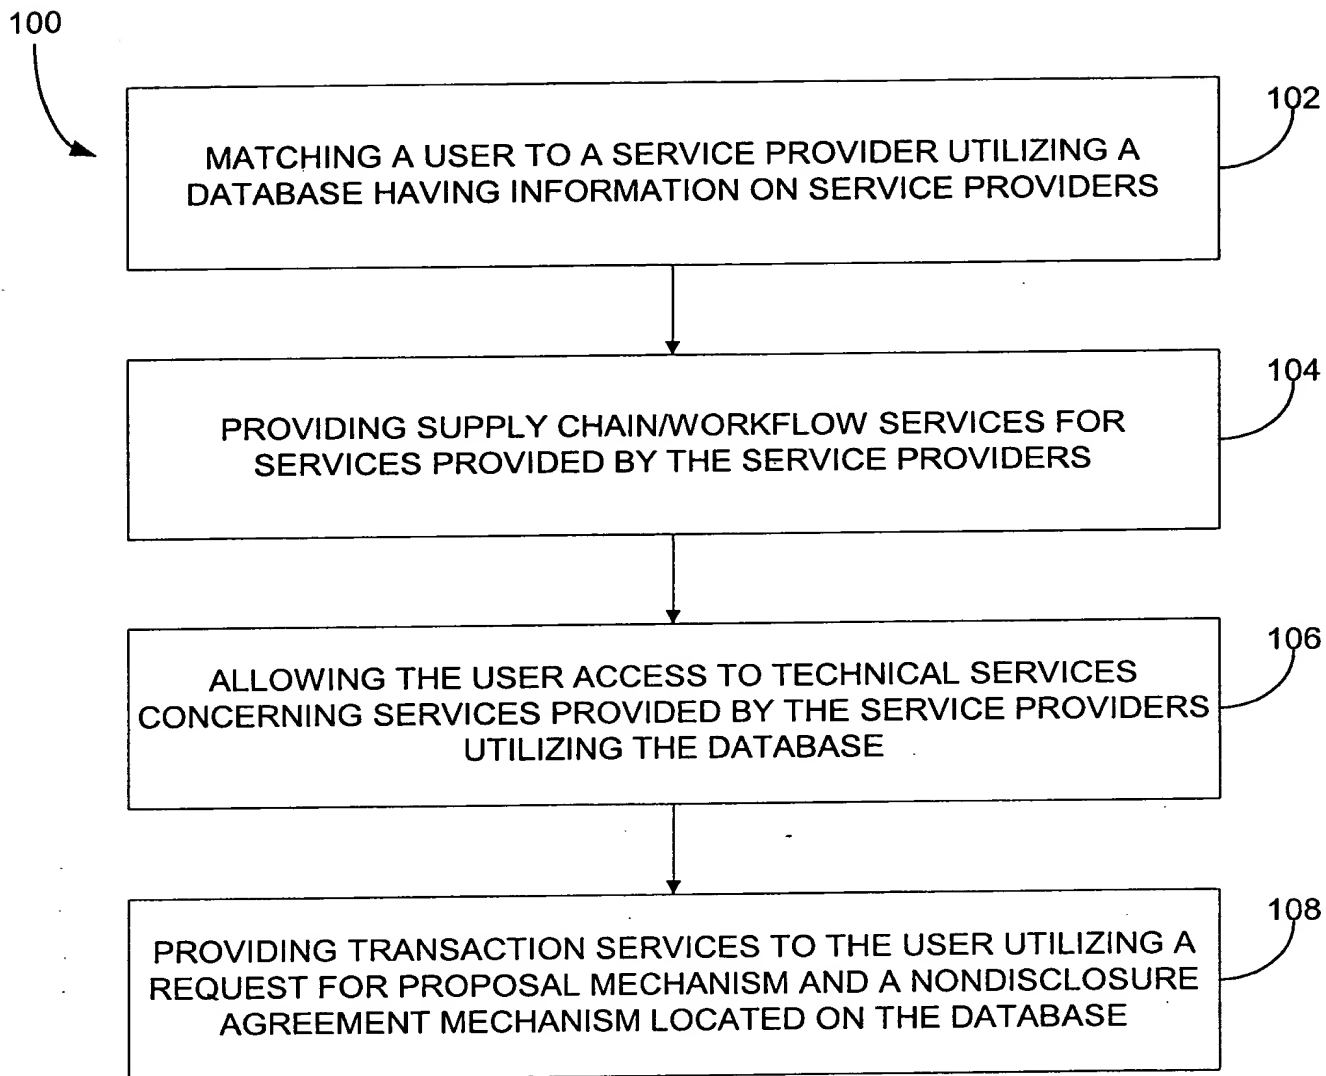 100
102
MATCHING A USER TO A SERVICE PROVIDER UTILIZING A
DATABASE HAVING INFORMATION ON SERVICE PROVIDERS
104
PROVIDING SUPPLY CHAIN/WORKFLOW SERVICES FOR
SERVICES PROVIDED BY THE SERVICE PROVIDERS
106
ALLOWING THE USER ACCESS TO TECHNICAL SERVICES
CONCERNING SERVICES PROVIDED BY THE SERVICE PROVIDERS
UTILIZING THE DATABASE
108
PROVIDING TRANSACTION SERVICES TO THE USER UTILIZING A
REQUEST FOR PROPOSAL MECHANISM AND A NONDISCLOSURE
AGREEMENT MECHANISM LOCATED ON THE DATABASE